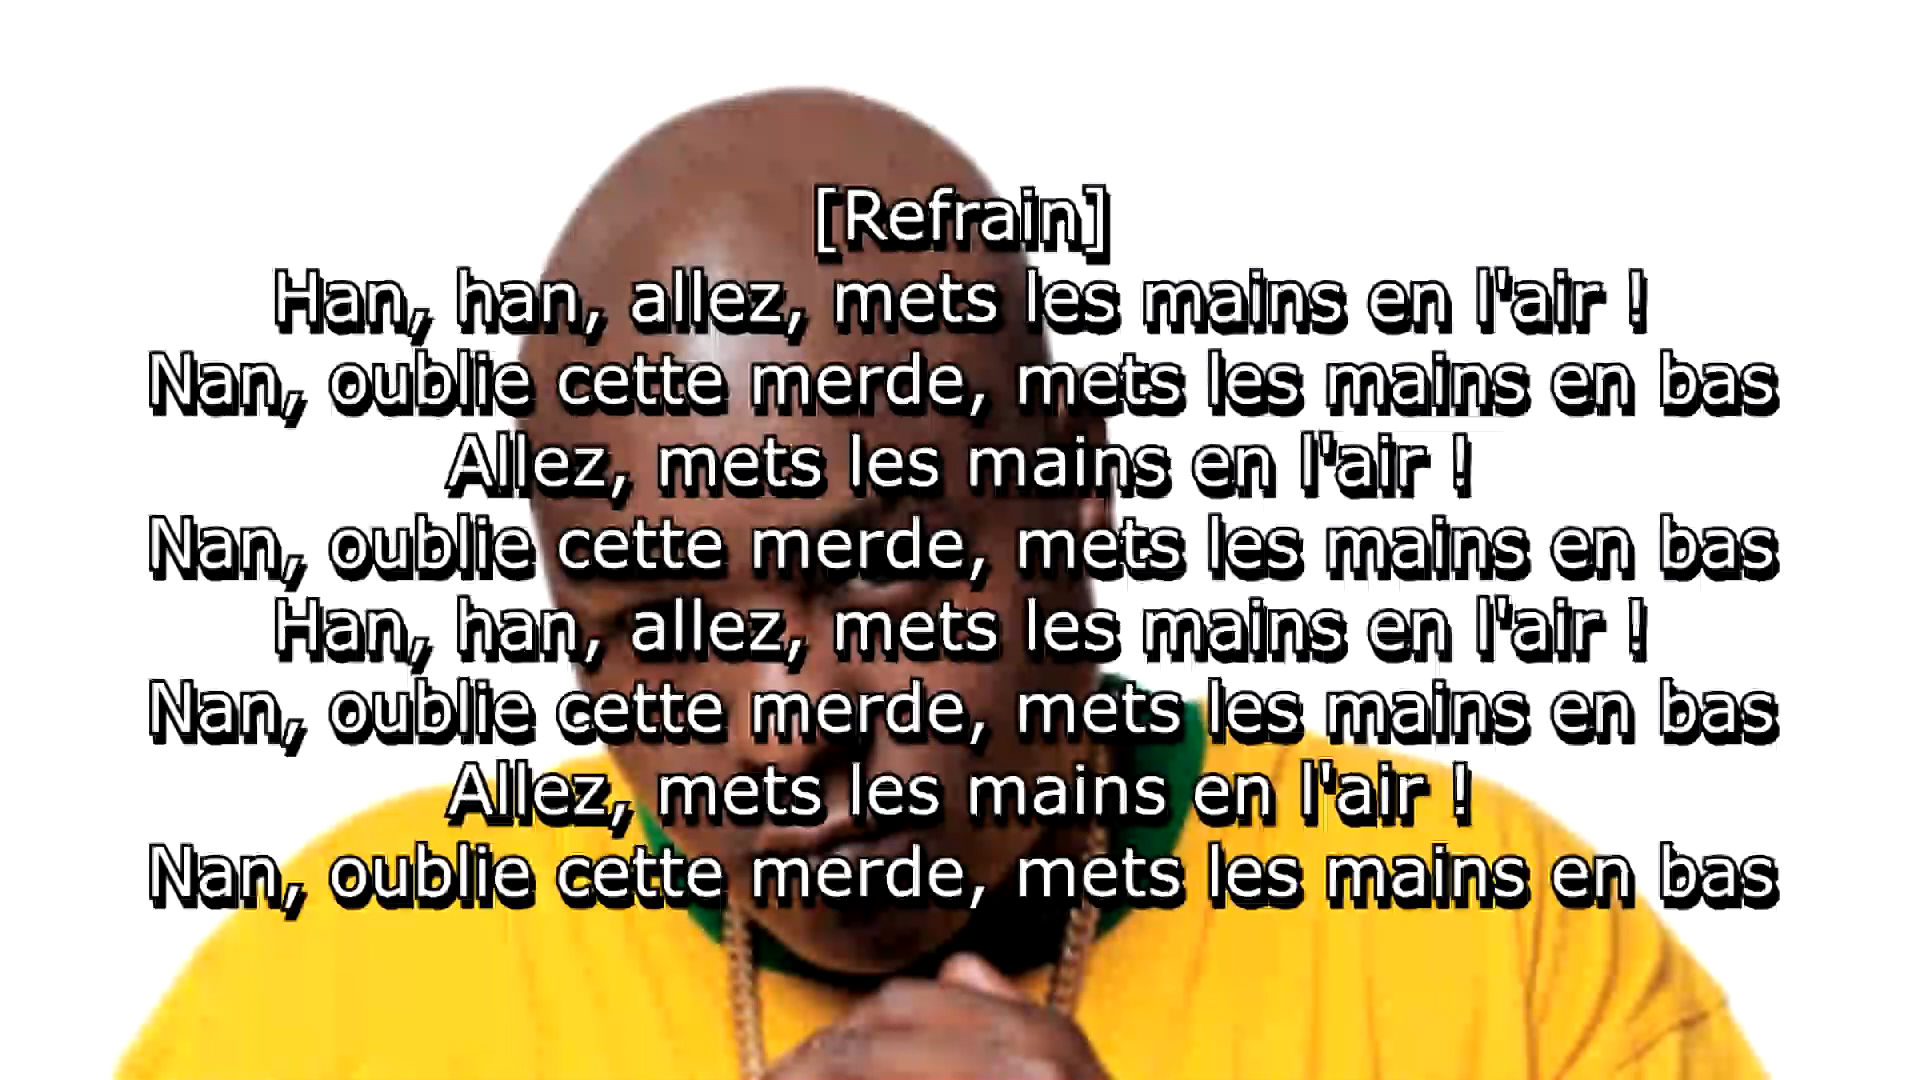 [Refrain]
Han, han, allez, mets les mains en l'air !
Nan, oublie cette merde, mets les mains en bas
Allez, mets les mains en l'air !
Nan, oublie cette merde, mets les mains en bas
Han, han, allez, mets les mains en l'air !
Nan, oublie cette merde, mets les mains en bas
Allez, mets les mains en l'air !
Nan, oublie cette merde, mets les mains en bas